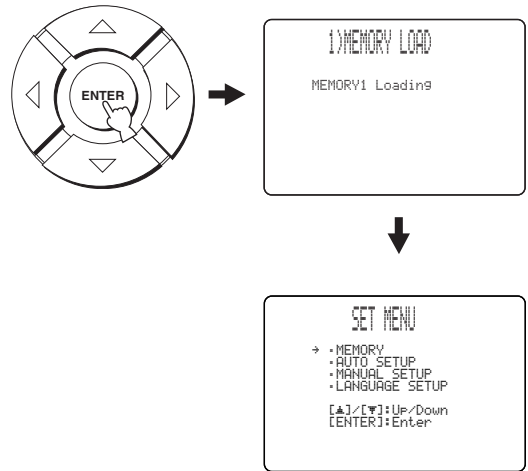 ENTER
1)MEMORY LOAD
MEMORY1 Loading
SET MENU
→ ·MEMORY
·AUTO SETUP
·MANUAL SETUP
·LANGUAGE SETUP
[▲]/[▼]:Up/Down
[ENTER]:Enter